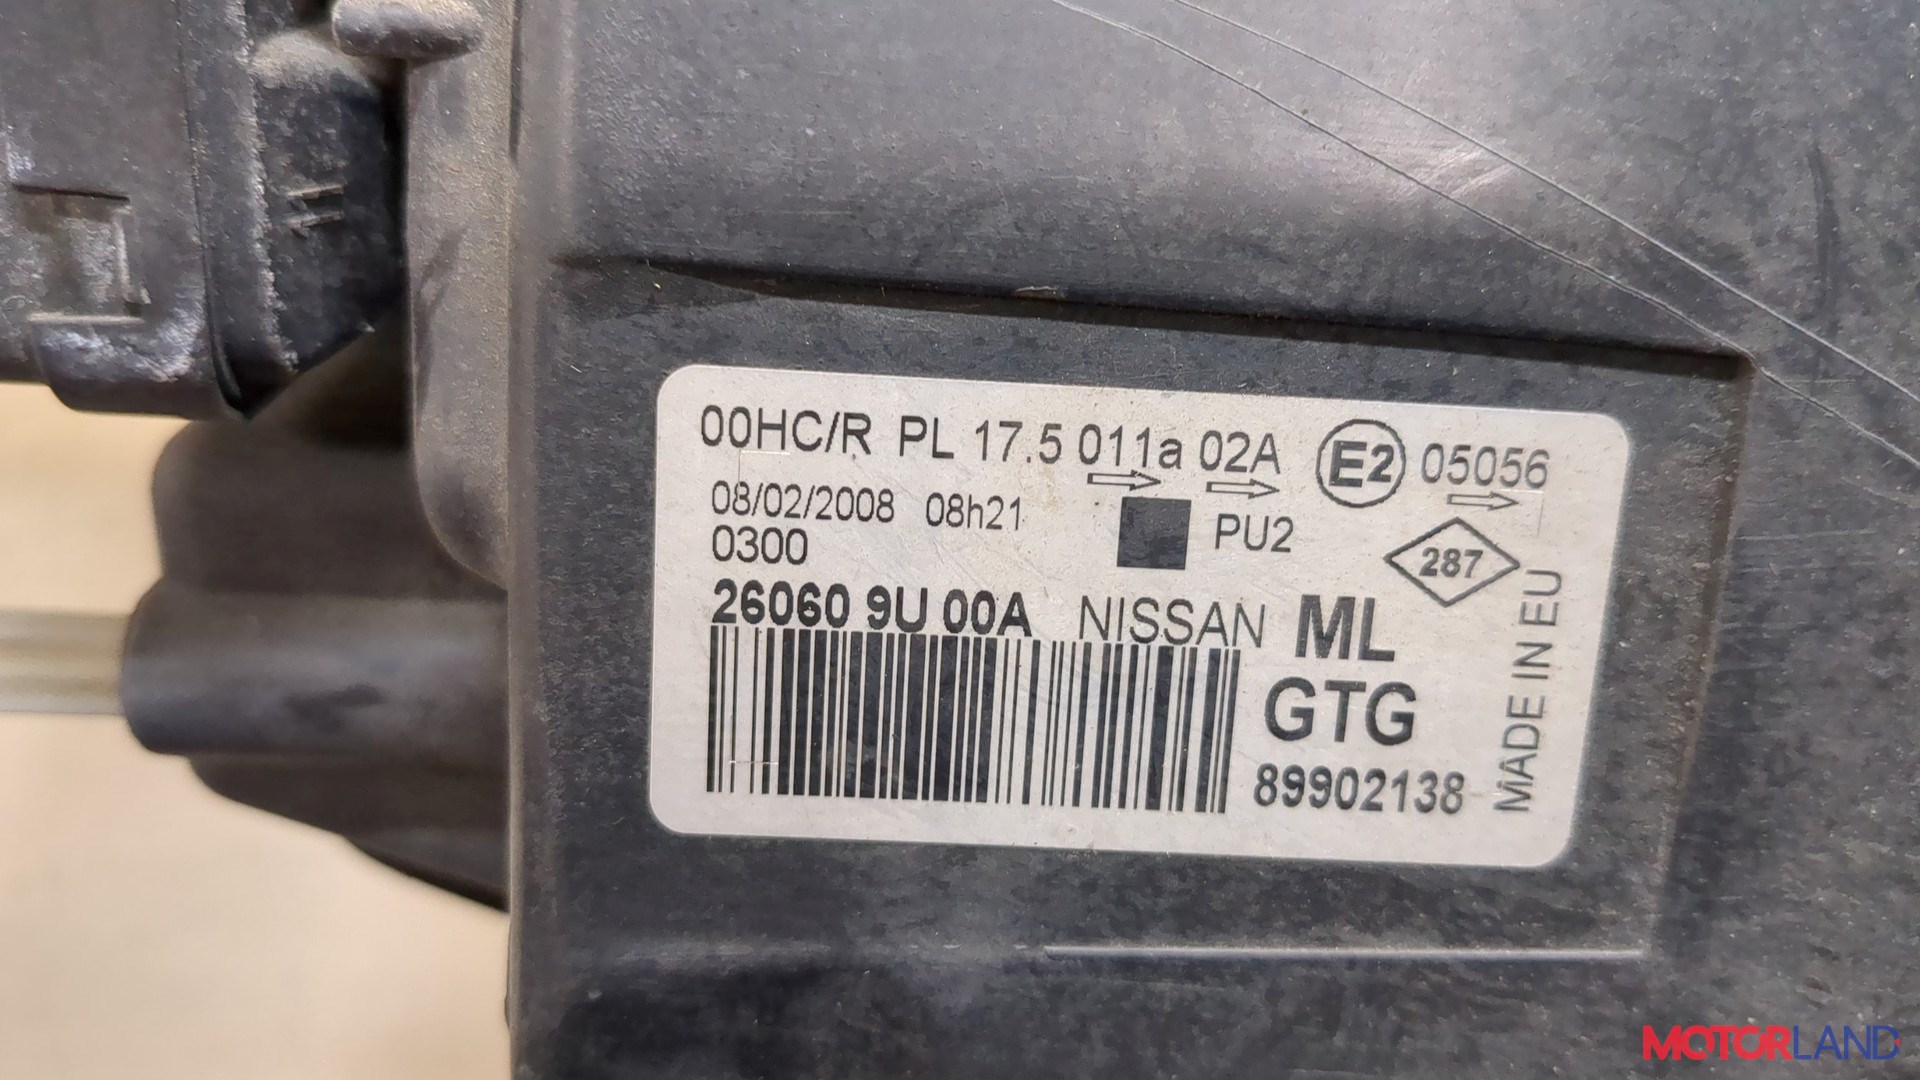 00HC/R PL 17.5 011a 02A E2 05056
08/02/2008 08h21 PU2
0300 287
26060 9U 00A NISSAN ML
GTG
89902138
MADE IN EU
MOTORLAND